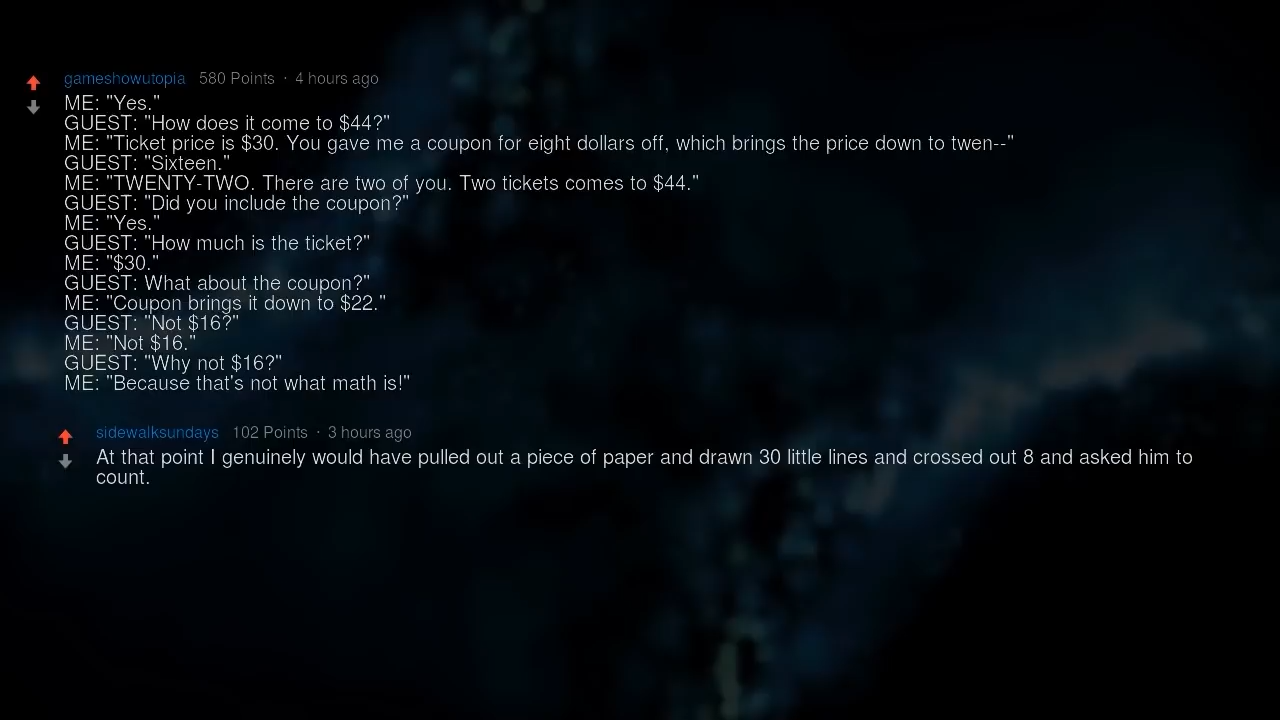 gameshowutopia 580 Points · 4 hours ago
ME: "Yes."
GUEST: "How does it come to $44?"
ME: "Ticket price is $30. You gave me a coupon for eight dollars off, which brings the price down to twen--"
GUEST: "Sixteen."
ME: "TWENTY-TWO. There are two of you. Two tickets comes to $44."
GUEST: "Did you include the coupon?"
ME: "Yes."
GUEST: "How much is the ticket?"
ME: "$30."
GUEST: What about the coupon?"
ME: "Coupon brings it down to $22."
GUEST: "Not $16?"
ME: "Not $16."
GUEST: "Why not $16?"
ME: "Because that's not what math is!"
sidewalksundays 102 Points · 3 hours ago
At that point I genuinely would have pulled out a piece of paper and drawn 30 little lines and crossed out 8 and asked him to
count.